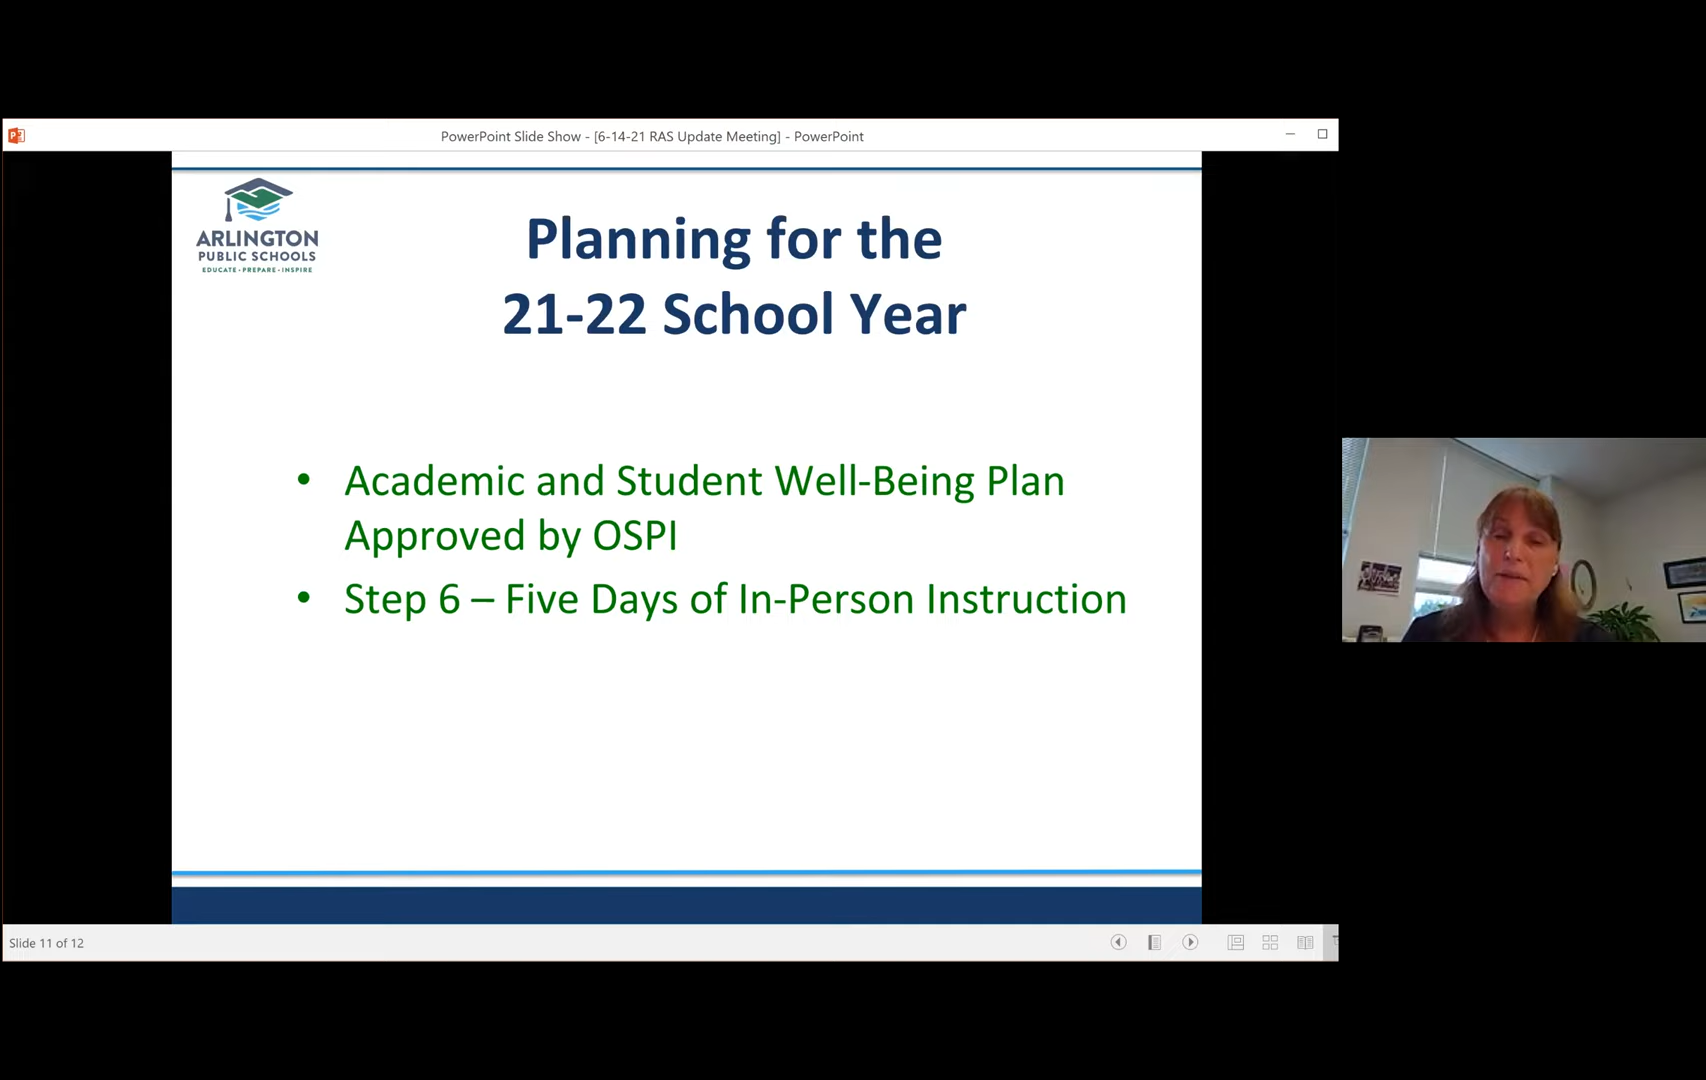 PowerPoint Slide Show - [6-14-21 RAS Update Meeting] - PowerPoint
ARLINGTON
PUBLIC SCHOOLS
EDUCATE • PREPARE • INSPIRE
Planning for the
21-22 School Year
• Academic and Student Well-Being Plan
Approved by OSPI
• Step 6 – Five Days of In-Person Instruction
Slide 11 of 12